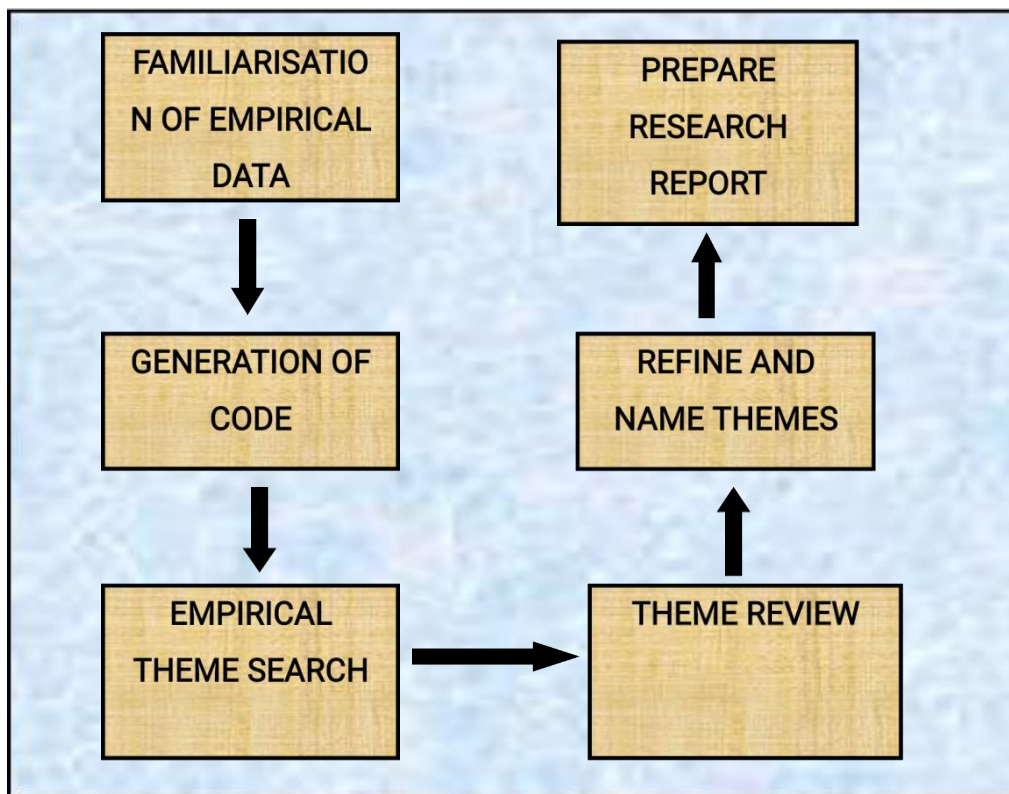 FAMILIARISATIO
N OF EMPIRICAL
DATA
GENERATION OF
CODE
EMPIRICAL
THEME SEARCH
THEME REVIEW
REFINE AND
NAME THEMES
PREPARE
RESEARCH
REPORT